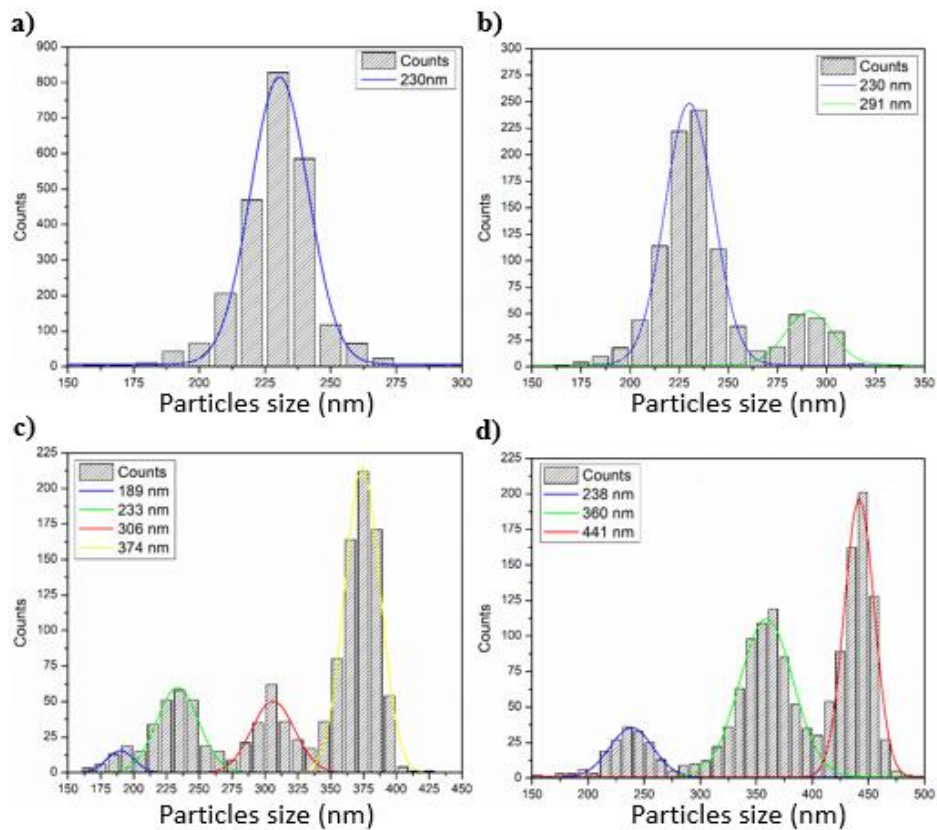 a)
900
800
700
600
500
400
300
200
100
0
Counts
Counts
230nm
150 175 200 225 250 275 300
Particles size (nm)
b)
300
275
250
225
200
175
150
125
100
75
50
25
0
Counts
Counts
230 nm
291 nm
150 175 200 225 250 275 300 325 350
Particles size (nm)
c)
225
200
175
150
125
100
75
50
25
0
Counts
Counts
189 nm
233 nm
306 nm
374 nm
150 175 200 225 250 275 300 325 350 375 400 425 450
Particles size (nm)
d)
225
200
175
150
125
100
75
50
25
0
Counts
Counts
238 nm
360 nm
441 nm
150 200 250 300 350 400 450 500
Particles size (nm)